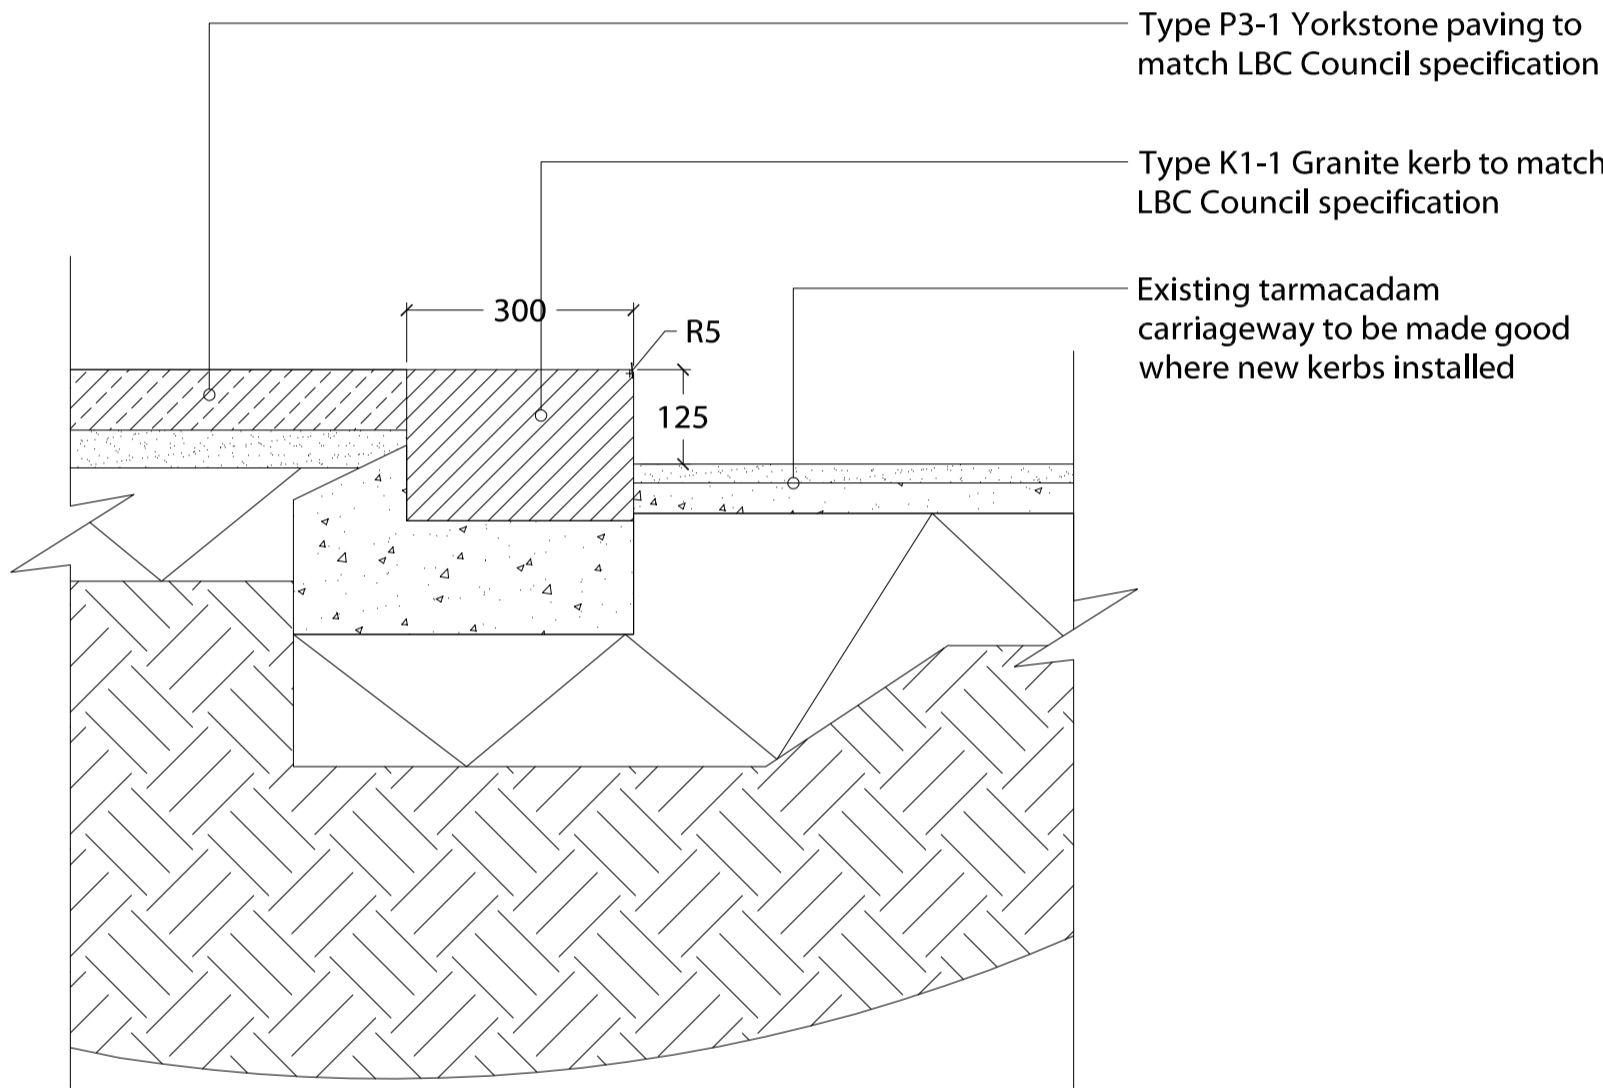 Type P3-1 Yorkstone paving to
match LBC Council specification
Type K1-1 Granite kerb to match
LBC Council specification
Existing tarmacadam
carriageway to be made good
where new kerbs installed
300
R5
125